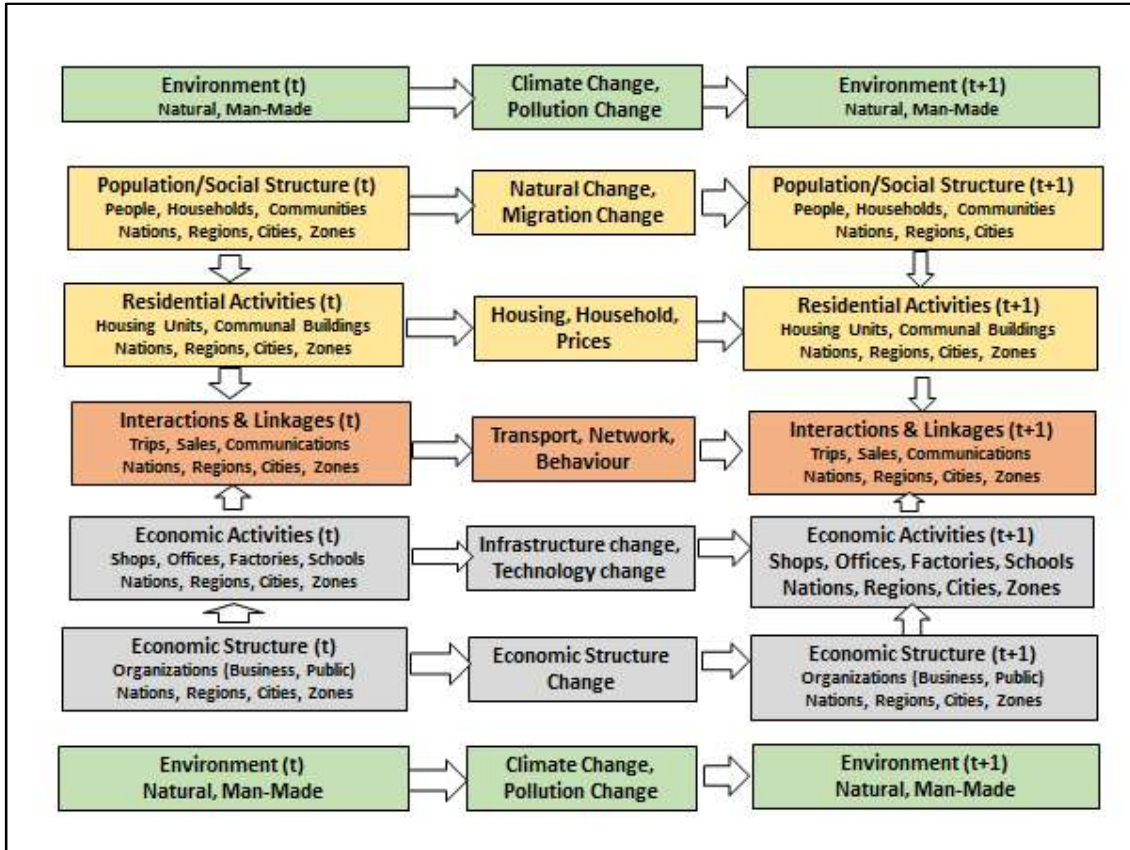 Environment (t)
Natural, Man-Made
Climate Change,
Pollution Change
Environment (t+1)
Natural, Man-Made
Population/Social Structure (t)
People, Households, Communities
Nations, Regions, Cities, Zones
Natural Change,
Migration Change
Population/Social Structure (t+1)
People, Households, Communities
Nations, Regions, Cities
Residential Activities (t)
Housing Units, Communal Buildings
Nations, Regions, Cities, Zones
Housing, Household,
Prices
Residential Activities (t+1)
Housing Units, Communal Buildings
Nations, Regions, Cities, Zones
Interactions & Linkages (t)
Trips, Sales, Communications
Nations, Regions, Cities, Zones
Transport, Network,
Behaviour
Interactions & Linkages (t+1)
Trips, Sales, Communications
Nations, Regions, Cities, Zones
Economic Activities (t)
Shops, Offices, Factories, Schools
Nations, Regions, Cities, Zones
Infrastructure change,
Technology change
Economic Activities (t+1)
Shops, Offices, Factories, Schools
Nations, Regions, Cities, Zones
Economic Structure (t)
Organizations (Business, Public)
Nations, Regions, Cities, Zones
Economic Structure
Change
Economic Structure (t+1)
Organizations (Business, Public)
Nations, Regions, Cities, Zones
Environment (t)
Natural, Man-Made
Climate Change,
Pollution Change
Environment (t+1)
Natural, Man-Made